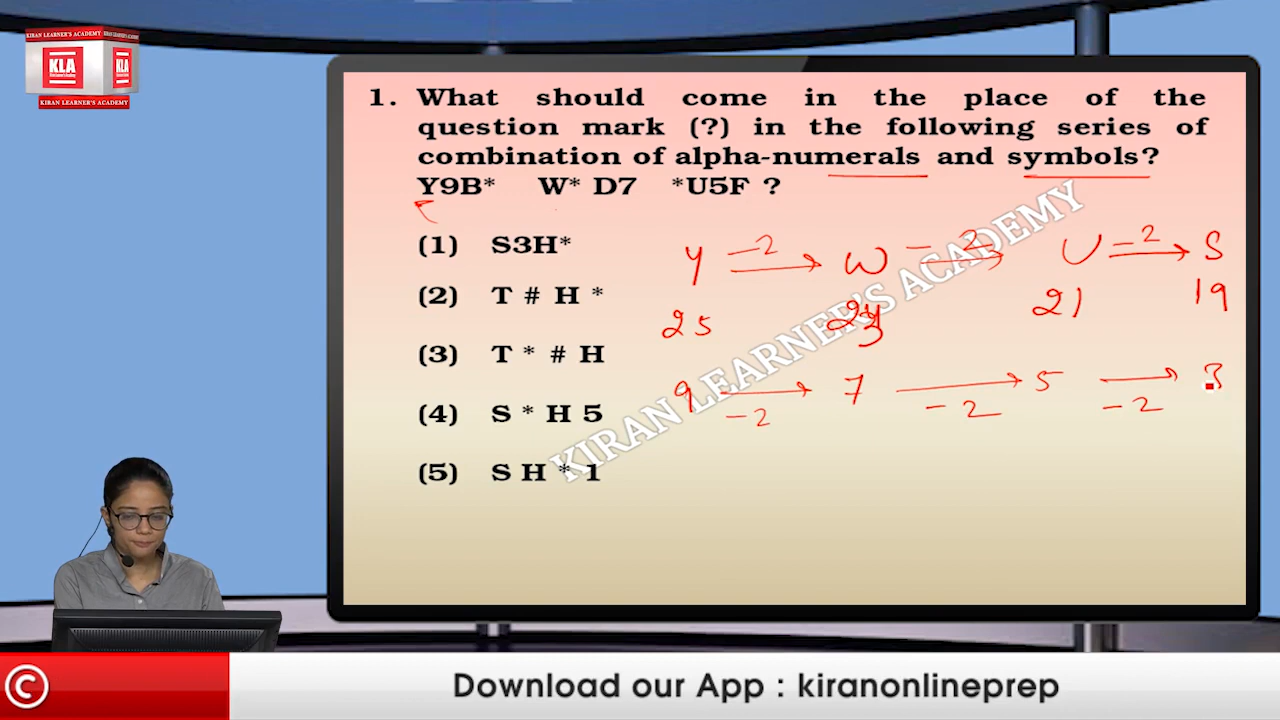 KIRAN LEARNER'S ACADEMY
KLA
KLA
KIRAN LEARNER'S ACADEMY
1. What should come in the place of the
question mark (?) in the following series of
combination of alpha-numerals and symbols?
Y9B* W* D7 *U5F ?
(1) S3H*
(2) T # H *
(3) T * # H
(4) S * H 5
(5) S H * 1
Y -2 W -2 U -2 S
25 21 19
9 -2 7 -2 5 -2 3
KIRAN LEARNER'S ACADEMY
© Download our App : kiranonlineprep